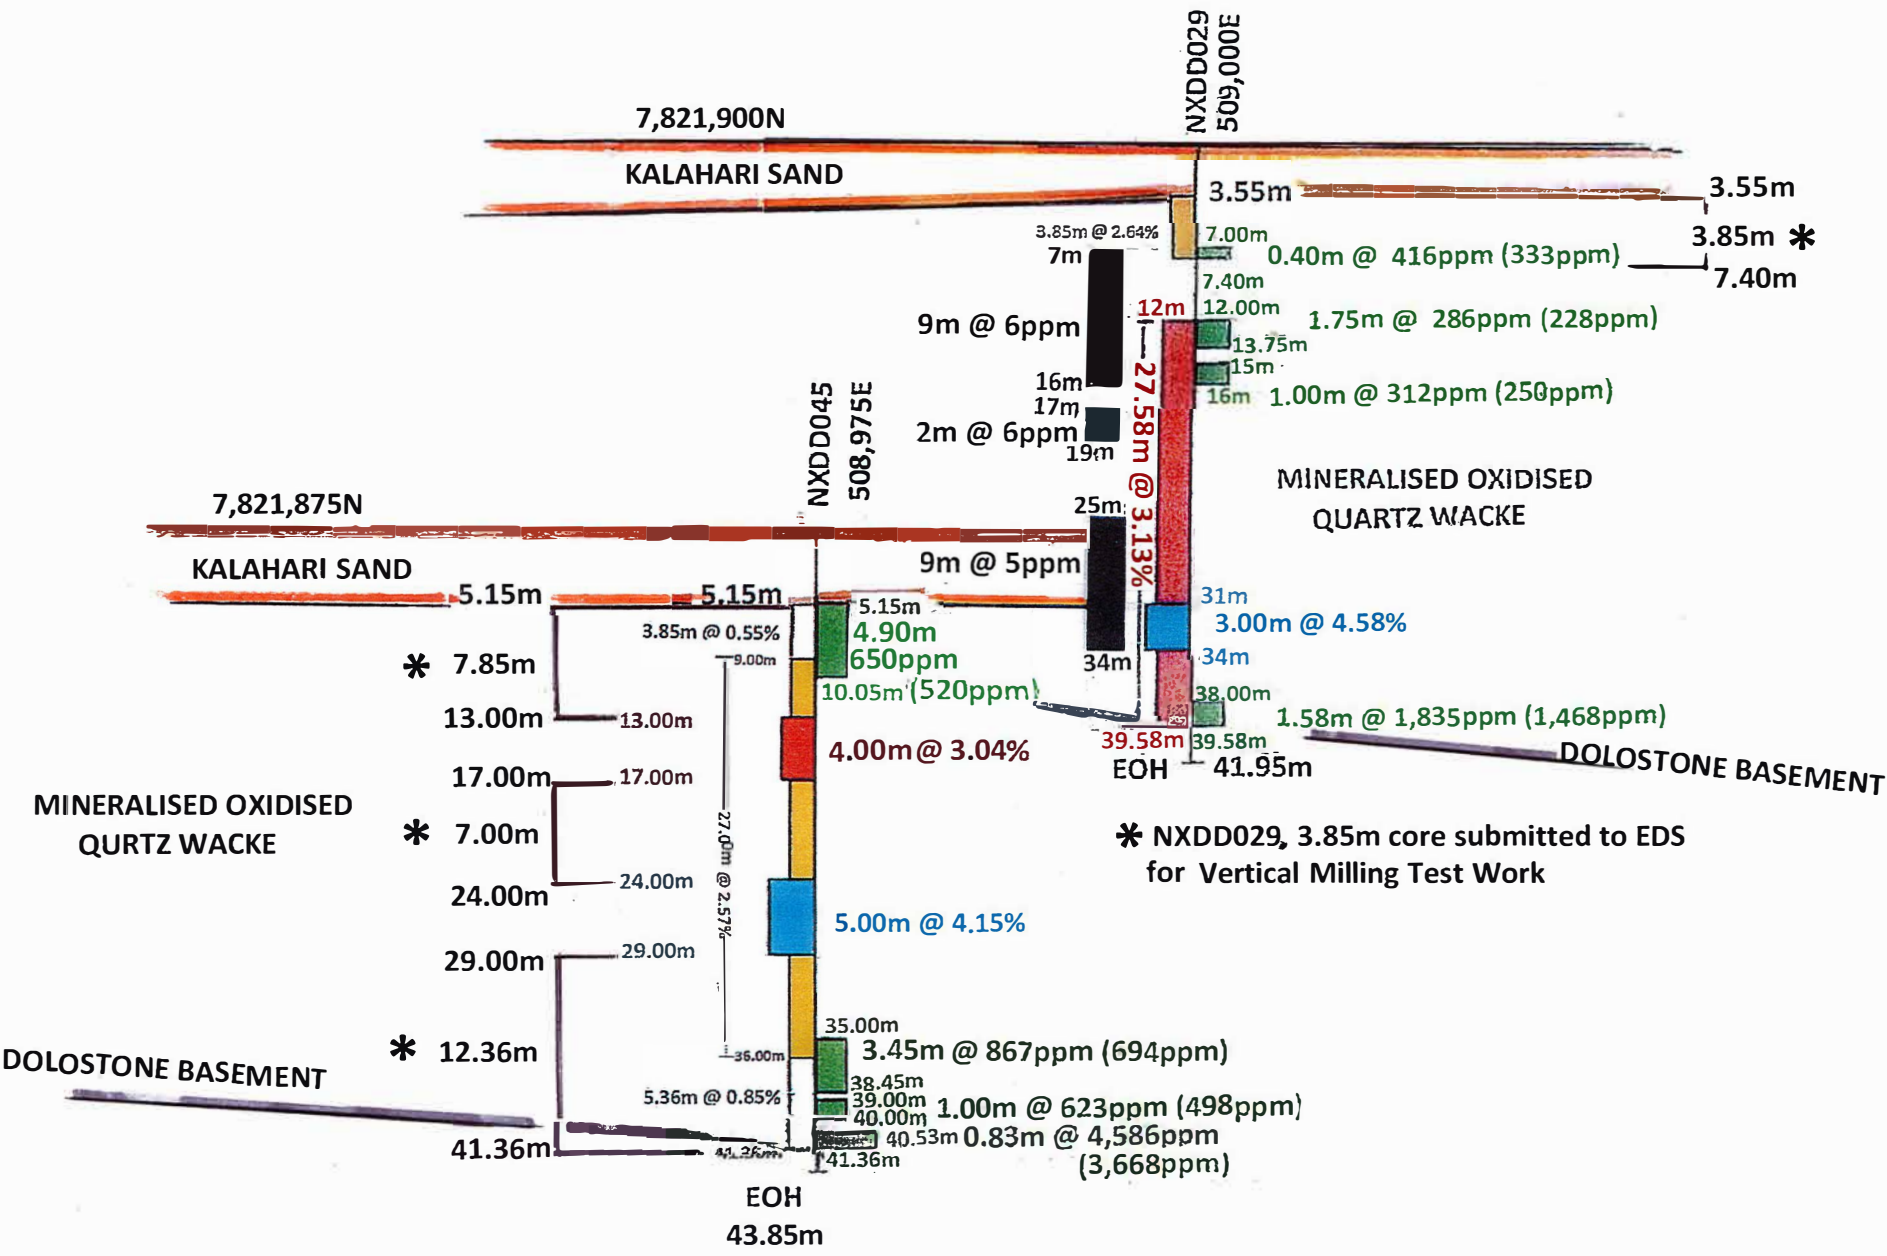 NXDD029
509,000E
7,821,900N
KALAHARI SAND
3.55m
3.55m
3.85m *
7.40m
3.85m @ 2.64%
7m
7.00m
0.40m @ 416ppm (333ppm)
7.40m
12m
12.00m
1.75m @ 286ppm (228ppm)
9m @ 6ppm
13.75m
15m
16m
16m
1.00m @ 312ppm (250ppm)
17m
2m @ 6ppm
19m
27.58m @ 3.13%
MINERALISED OXIDISED
QUARTZ WACKE
NXDD045
508,975E
7,821,875N
25m
9m @ 5ppm
34m
31m
3.00m @ 4.58%
34m
38.00m
1.58m @ 1,835ppm (1,468ppm)
39.58m
39.58m
EOH
41.95m
DOLOSTONE BASEMENT
KALAHARI SAND
5.15m
5.15m
5.15m
3.85m @ 0.55%
4.90m
650ppm
9.00m
10.05m (520ppm)
* 7.85m
13.00m
13.00m
4.00m @ 3.04%
17.00m
17.00m
MINERALISED OXIDISED
QURTZ WACKE
* 7.00m
27.00m @ 2.57%
24.00m
24.00m
5.00m @ 4.15%
29.00m
29.00m
* 12.36m
35.00m
3.45m @ 867ppm (694ppm)
36.00m
38.45m
5.36m @ 0.85%
39.00m
1.00m @ 623ppm (498ppm)
40.00m
40.53m
0.83m @ 4,586ppm
(3,668ppm)
DOLOSTONE BASEMENT
41.36m
41.36m
41.36m
EOH
43.85m
* NXDD029, 3.85m core submitted to EDS
for Vertical Milling Test Work